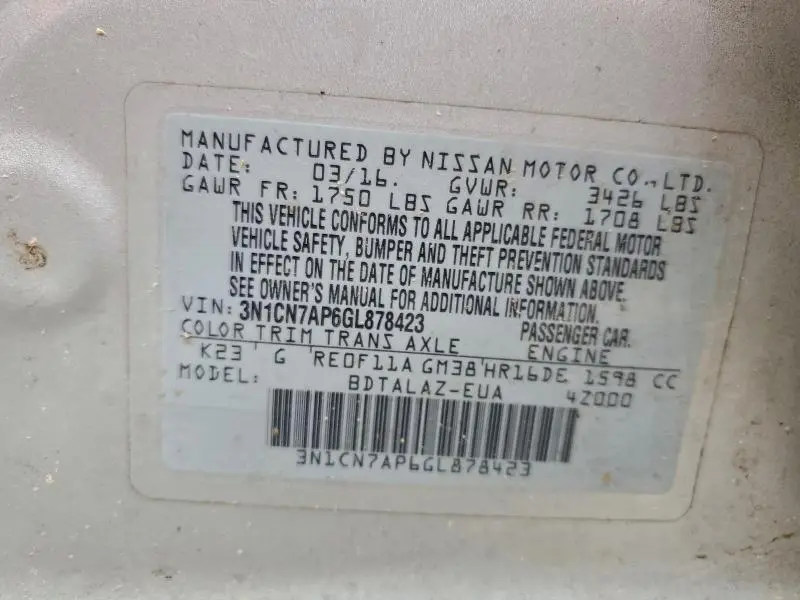 MANUFACTURED BY NISSAN MOTOR CO., LTD.
DATE: 03/16. GVWR: 3426 LBS
GAWR FR: 1750 LBS GAWR RR: 1708 LBS
THIS VEHICLE CONFORMS TO ALL APPLICABLE FEDERAL MOTOR
VEHICLE SAFETY, BUMPER AND THEFT PREVENTION STANDARDS
IN EFFECT ON THE DATE OF MANUFACTURE SHOWN ABOVE.
SEE OWNER'S MANUAL FOR ADDITIONAL INFORMATION.
VIN: 3N1CN7AP6GL878423 PASSENGER CAR.
COLOR TRIM TRANS AXLE ENGINE
K23 G RE0F11A GM38 HR16DE 1598 CC
MODEL: BDTALAZ-EUA 4Z000
3N1CN7AP6GL878423